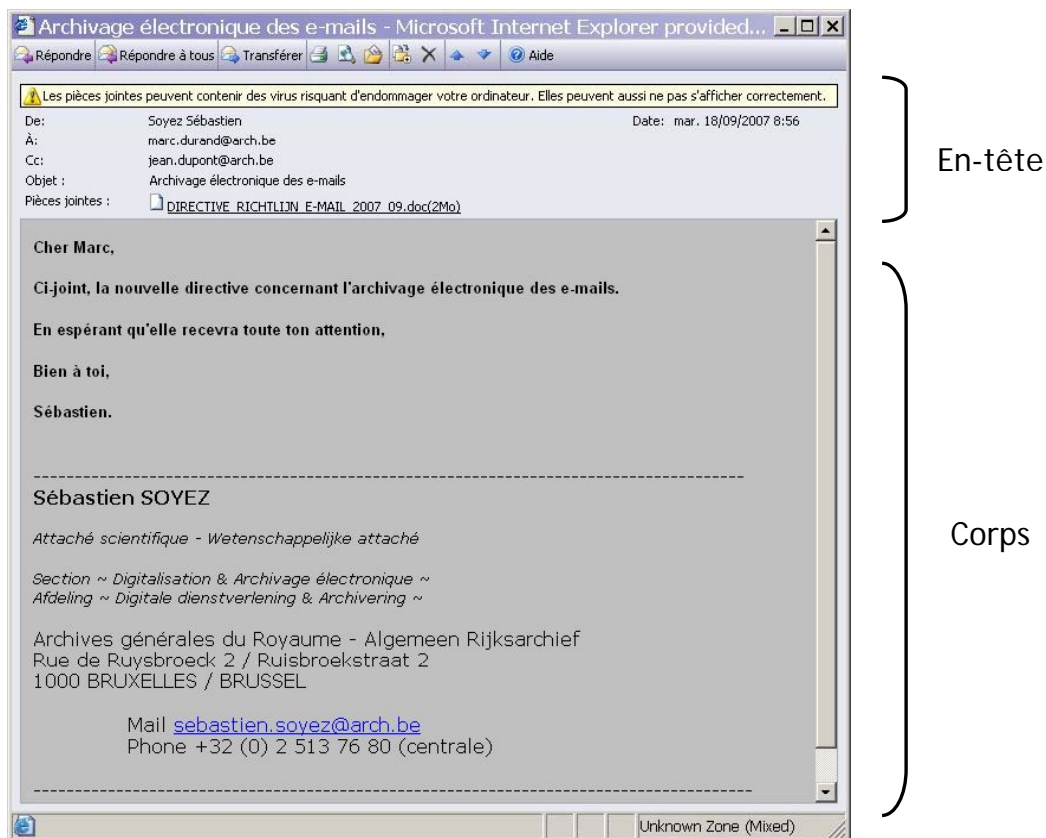 Archivage électronique des e-mails - Microsoft Internet Explorer provided...
Répondre Répondre à tous Transférer Aide
Les pièces jointes peuvent contenir des virus risquant d'endommager votre ordinateur. Elles peuvent aussi ne pas s'afficher correctement.
De: Soyez Sébastien Date: mar. 18/09/2007 8:56
À: marc.durand@arch.be
Cc: jean.dupont@arch.be
Objet : Archivage électronique des e-mails
Pièces jointes : DIRECTIVE_RICHTLIJN_E-MAIL_2007_09.doc(2Mo)
En-tête
Cher Marc,
Ci-joint, la nouvelle directive concernant l'archivage électronique des e-mails.
En espérant qu'elle recevra toute ton attention,
Bien à toi,
Sébastien.
--------------------------------------------------------------------------------------
Sébastien SOYEZ
Attaché scientifique - Wetenschappelijke attaché
Section ~ Digitalisation & Archivage électronique ~
Afdeling ~ Digitale dienstverlening & Archivering ~
Archives générales du Royaume - Algemeen Rijksarchief
Rue de Ruysbroeck 2 / Ruisbroekstraat 2
1000 BRUXELLES / BRUSSEL
Mail sebastien.soyez@arch.be
Phone +32 (0) 2 513 76 80 (centrale)
---------------------------------------------------------------------------------------
Corps
Unknown Zone (Mixed)